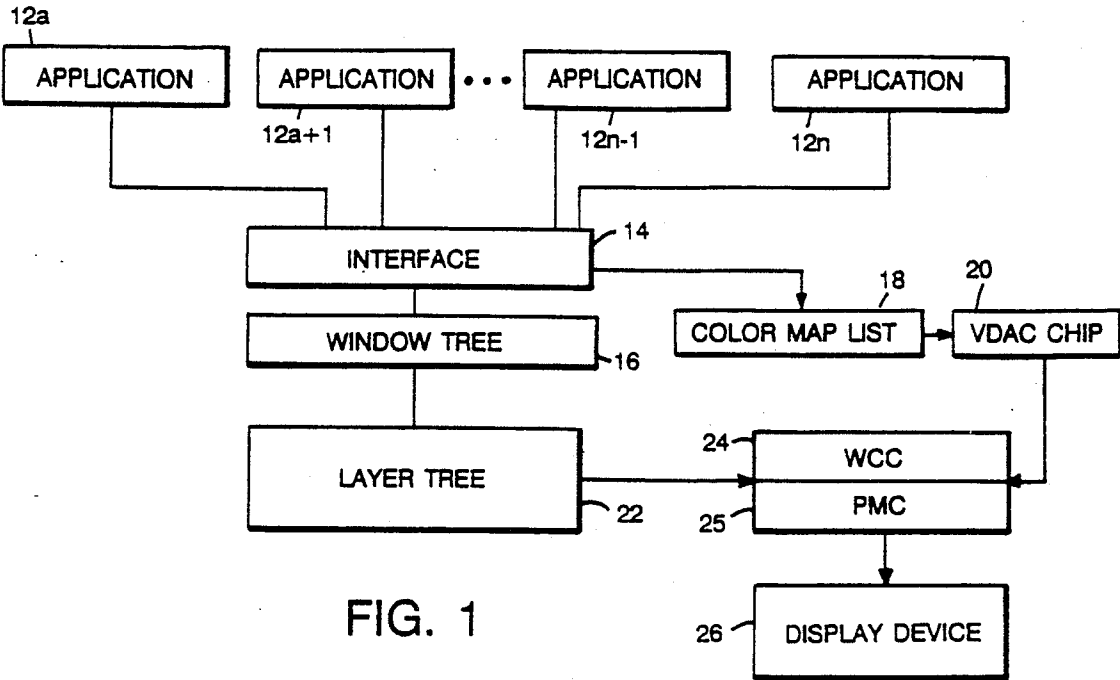 12a
APPLICATION
APPLICATION
• • •
APPLICATION
APPLICATION
12a+1
12n-1
12n
INTERFACE
14
WINDOW TREE
16
COLOR MAP LIST
18
VDAC CHIP
20
LAYER TREE
22
24
WCC
25
PMC
26
DISPLAY DEVICE
FIG. 1